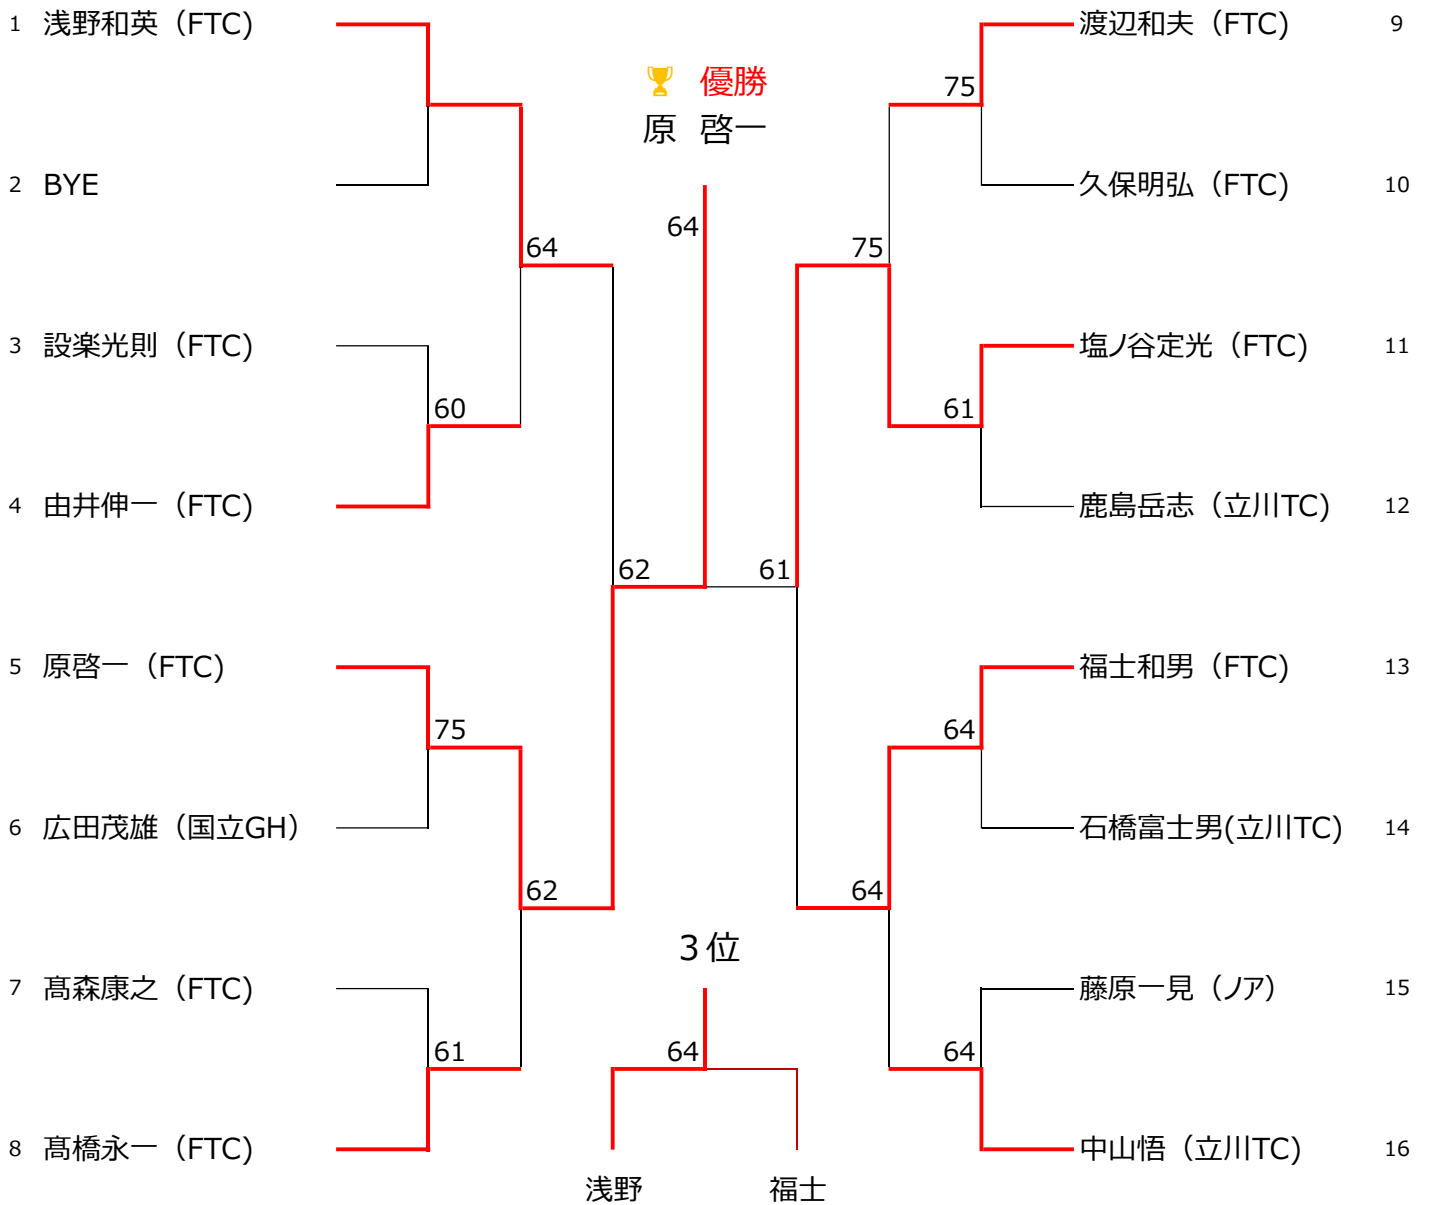 1 浅野和英（FTC)
2 BYE
3 設楽光則（FTC)
4 由井伸一（FTC)
5 原啓一（FTC)
6 広田茂雄（国立GH）
7 髙森康之（FTC)
8 髙橋永一（FTC)
60
75
61
64
62
62
優勝
原 啓一
64
61
75
64
75
61
64
64
渡辺和夫（FTC) 9
久保明弘（FTC) 10
塩ノ谷定光（FTC) 11
鹿島岳志（立川TC) 12
福士和男（FTC) 13
石橋富士男(立川TC) 14
藤原一見（ノア） 15
中山悟（立川TC) 16
３位
64
浅野 福士